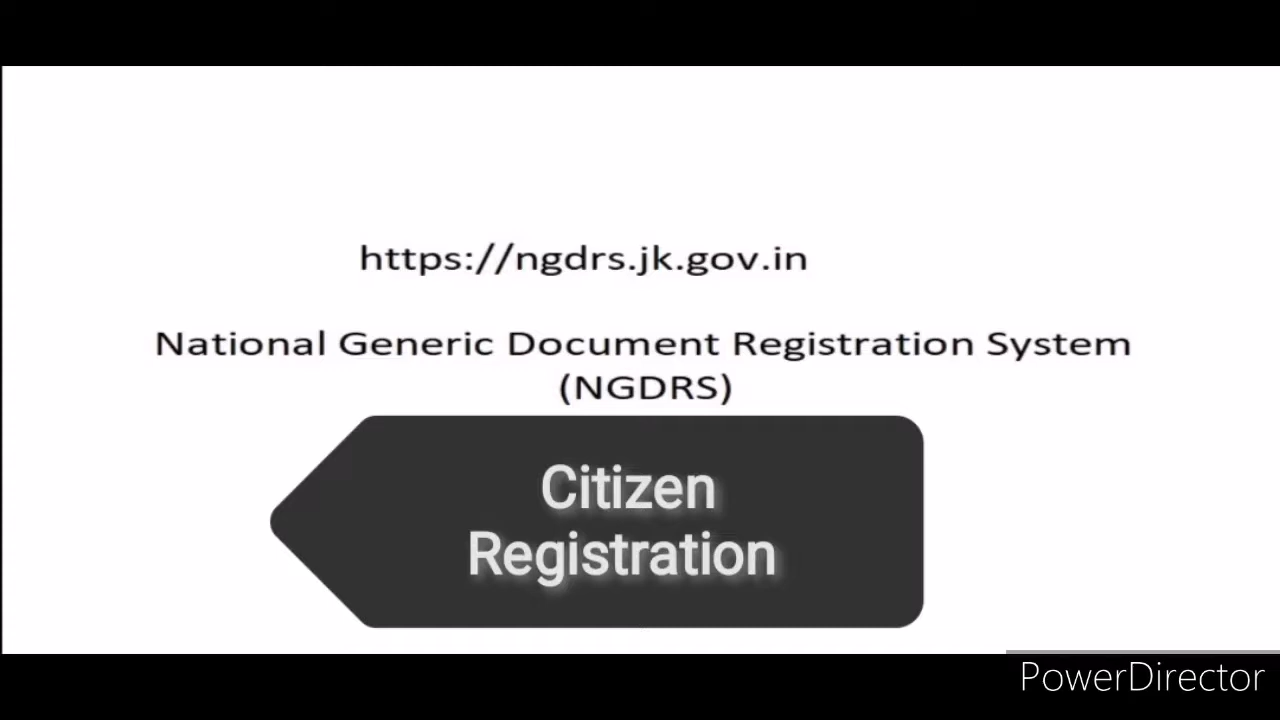 https://ngdrs.jk.gov.in
National Generic Document Registration System
(NGDRS)
Citizen
Registration
PowerDirector